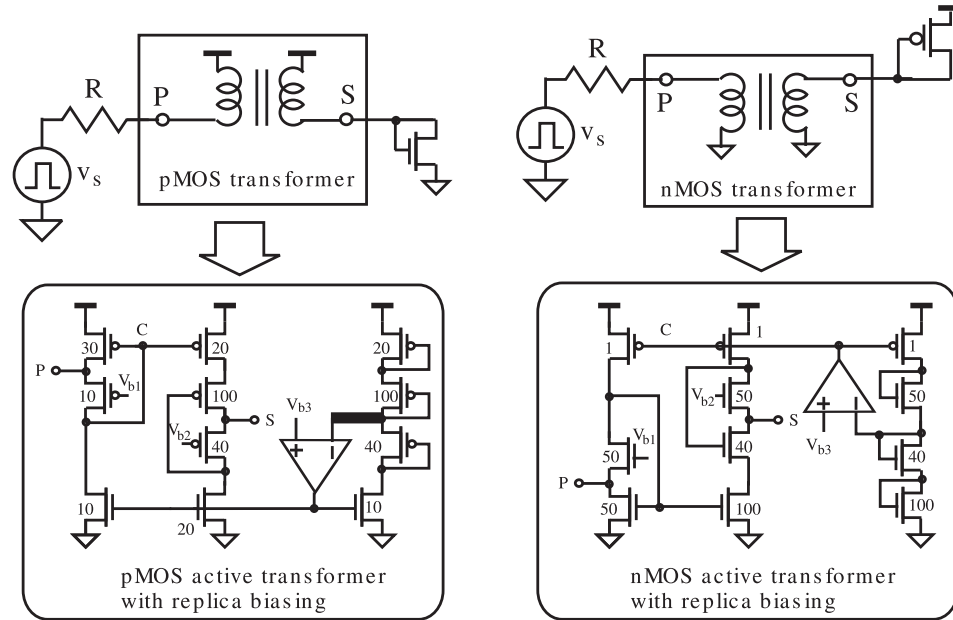 R
P
S
v_s
pMOS transformer
R
P
S
v_s
nMOS transformer
30
C
20
P
10
V_b1
100
S
V_b2
40
V_b3
+
−
20
100
40
10
20
10
pMOS active transformer
with replica biasing
1
C
1
1
V_b2
50
50
S
+
−
V_b1
50
40
V_b3
40
P
50
100
100
nMOS active transformer
with replica biasing